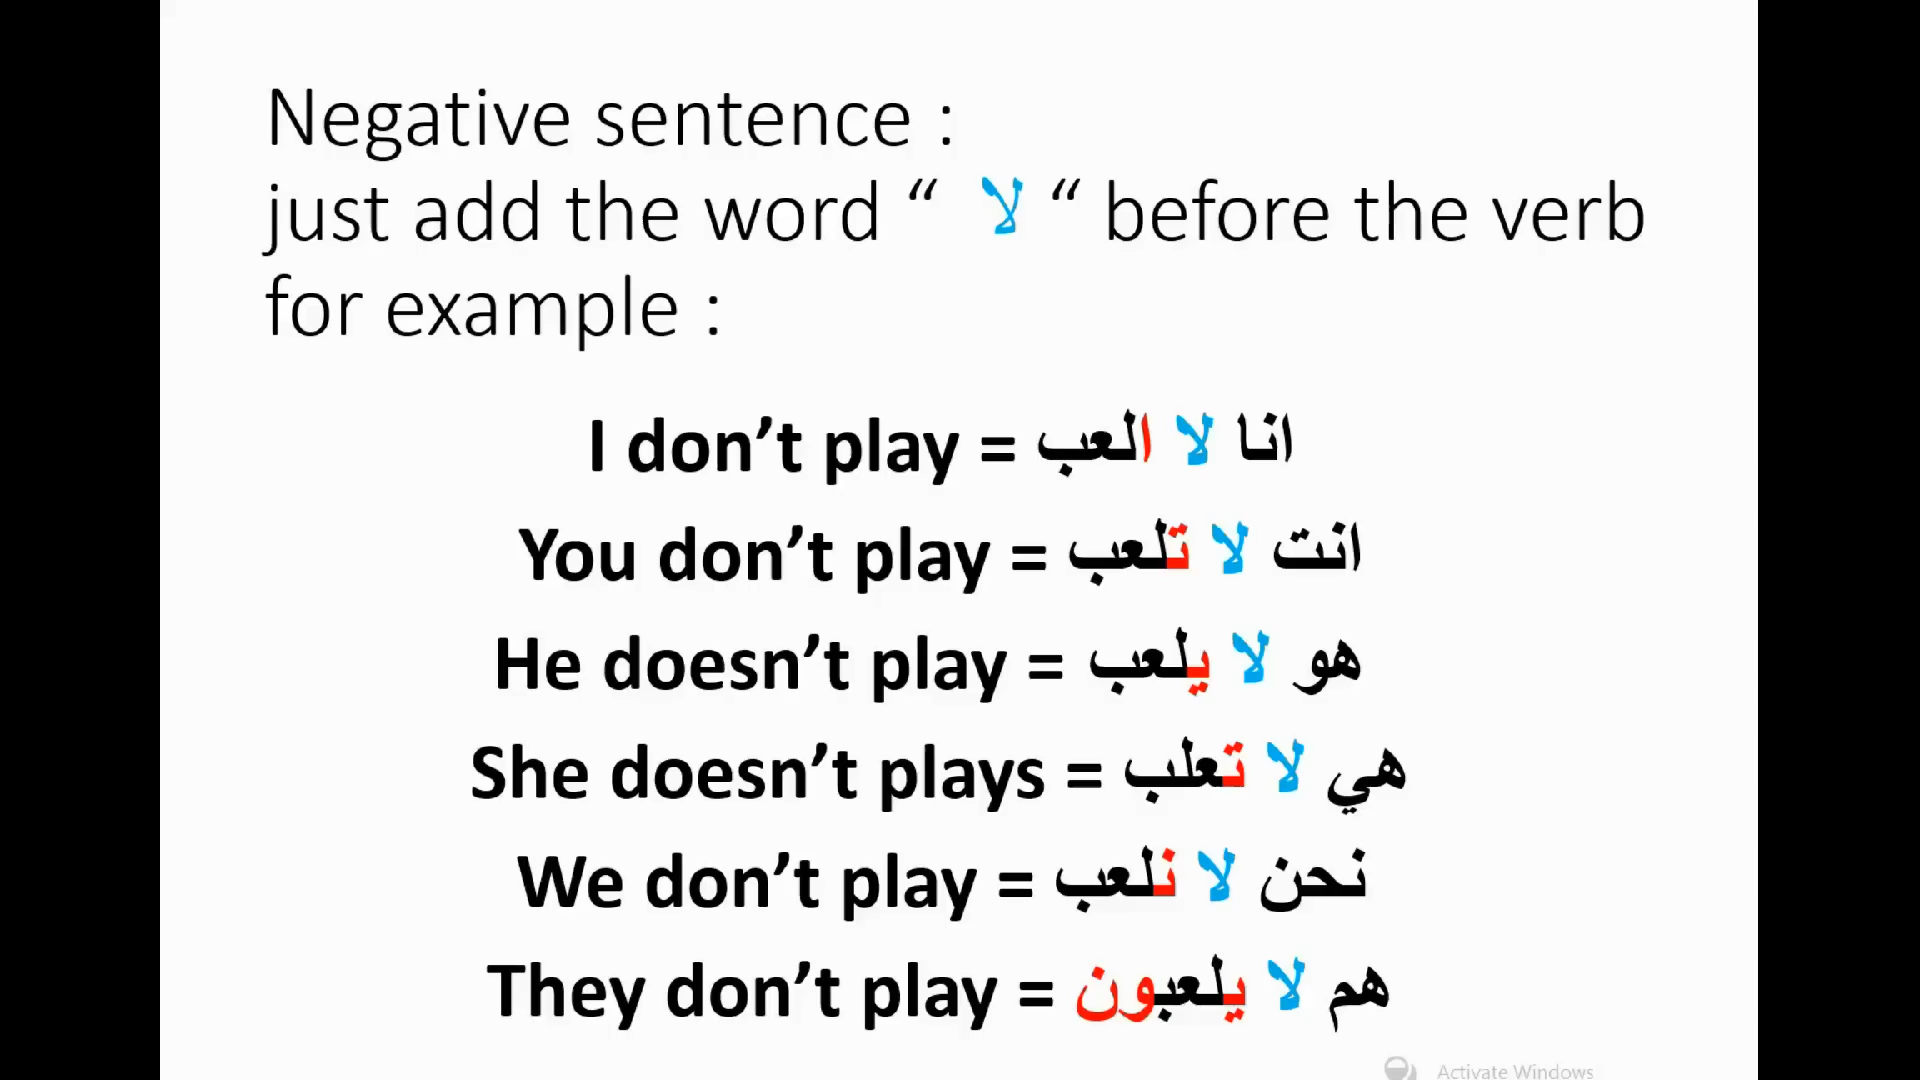 Negative sentence :
just add the word “ لا “ before the verb
for example :
I don’t play = انا لا العب
You don’t play = انت لا تلعب
He doesn’t play = هو لا يلعب
She doesn’t plays = هي لا تعلب
We don’t play = نحن لا نلعب
They don’t play = هم لا يلعبون
Activate Windows